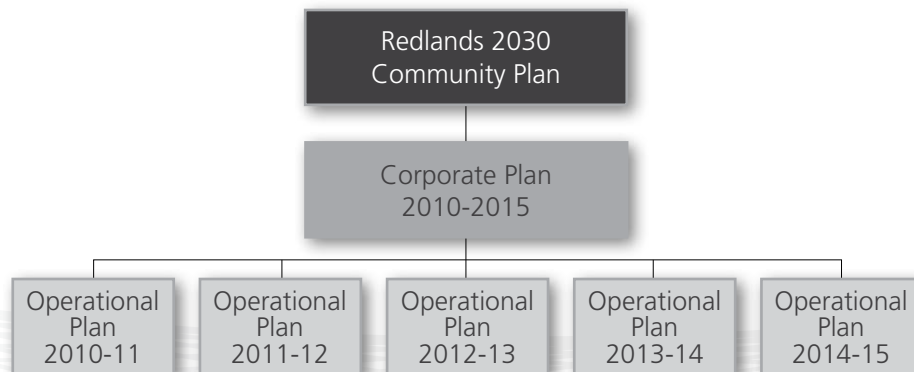 Redlands 2030
Community Plan
Corporate Plan
2010-2015
Operational
Plan
2010-11
Operational
Plan
2011-12
Operational
Plan
2012-13
Operational
Plan
2013-14
Operational
Plan
2014-15